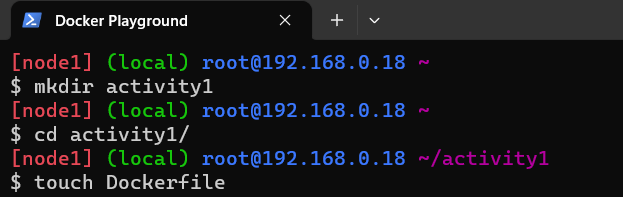 Docker Playground
[node1] (local) root@192.168.0.18 ~
$ mkdir activity1
[node1] (local) root@192.168.0.18 ~
$ cd activity1/
[node1] (local) root@192.168.0.18 ~/activity1
$ touch Dockerfile